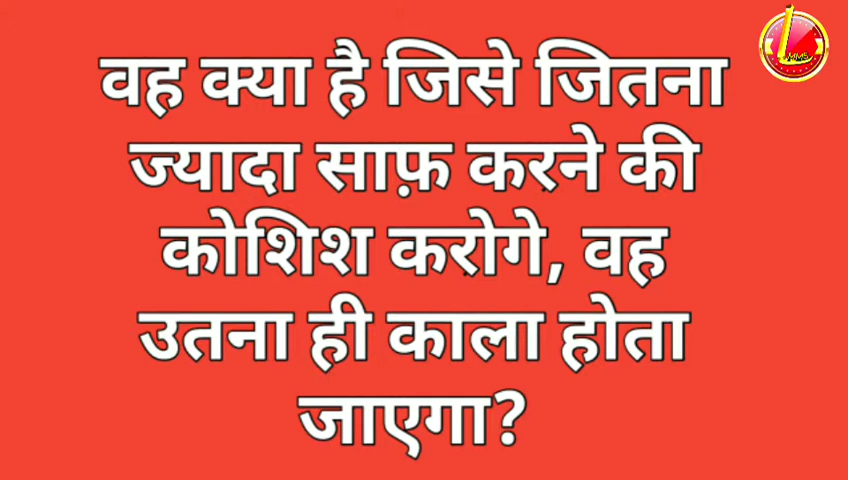 वह क्या है जिसे जितना
ज्यादा साफ़ करने की
कोशिश करोगे, वह
उतना ही काला होता
जाएगा?